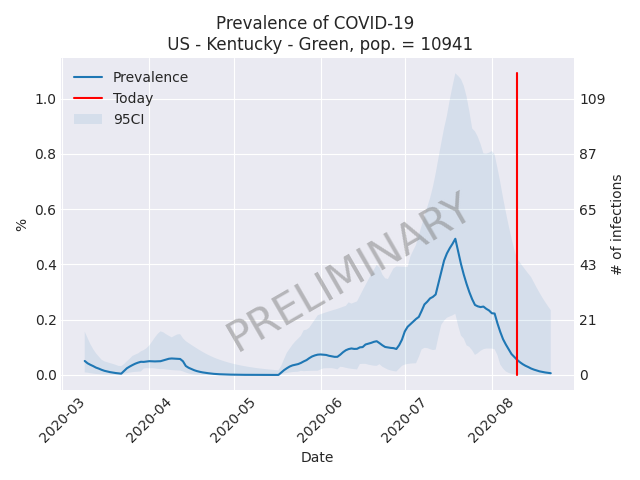 Prevalence of COVID-19
US - Kentucky - Green, pop. = 10941
Prevalence
Today
95CI
PRELIMINARY
%
1.0
0.8
0.6
0.4
0.2
0.0
109
87
65
43
21
0
# of infections
2020-03
2020-04
2020-05
2020-06
2020-07
2020-08
Date